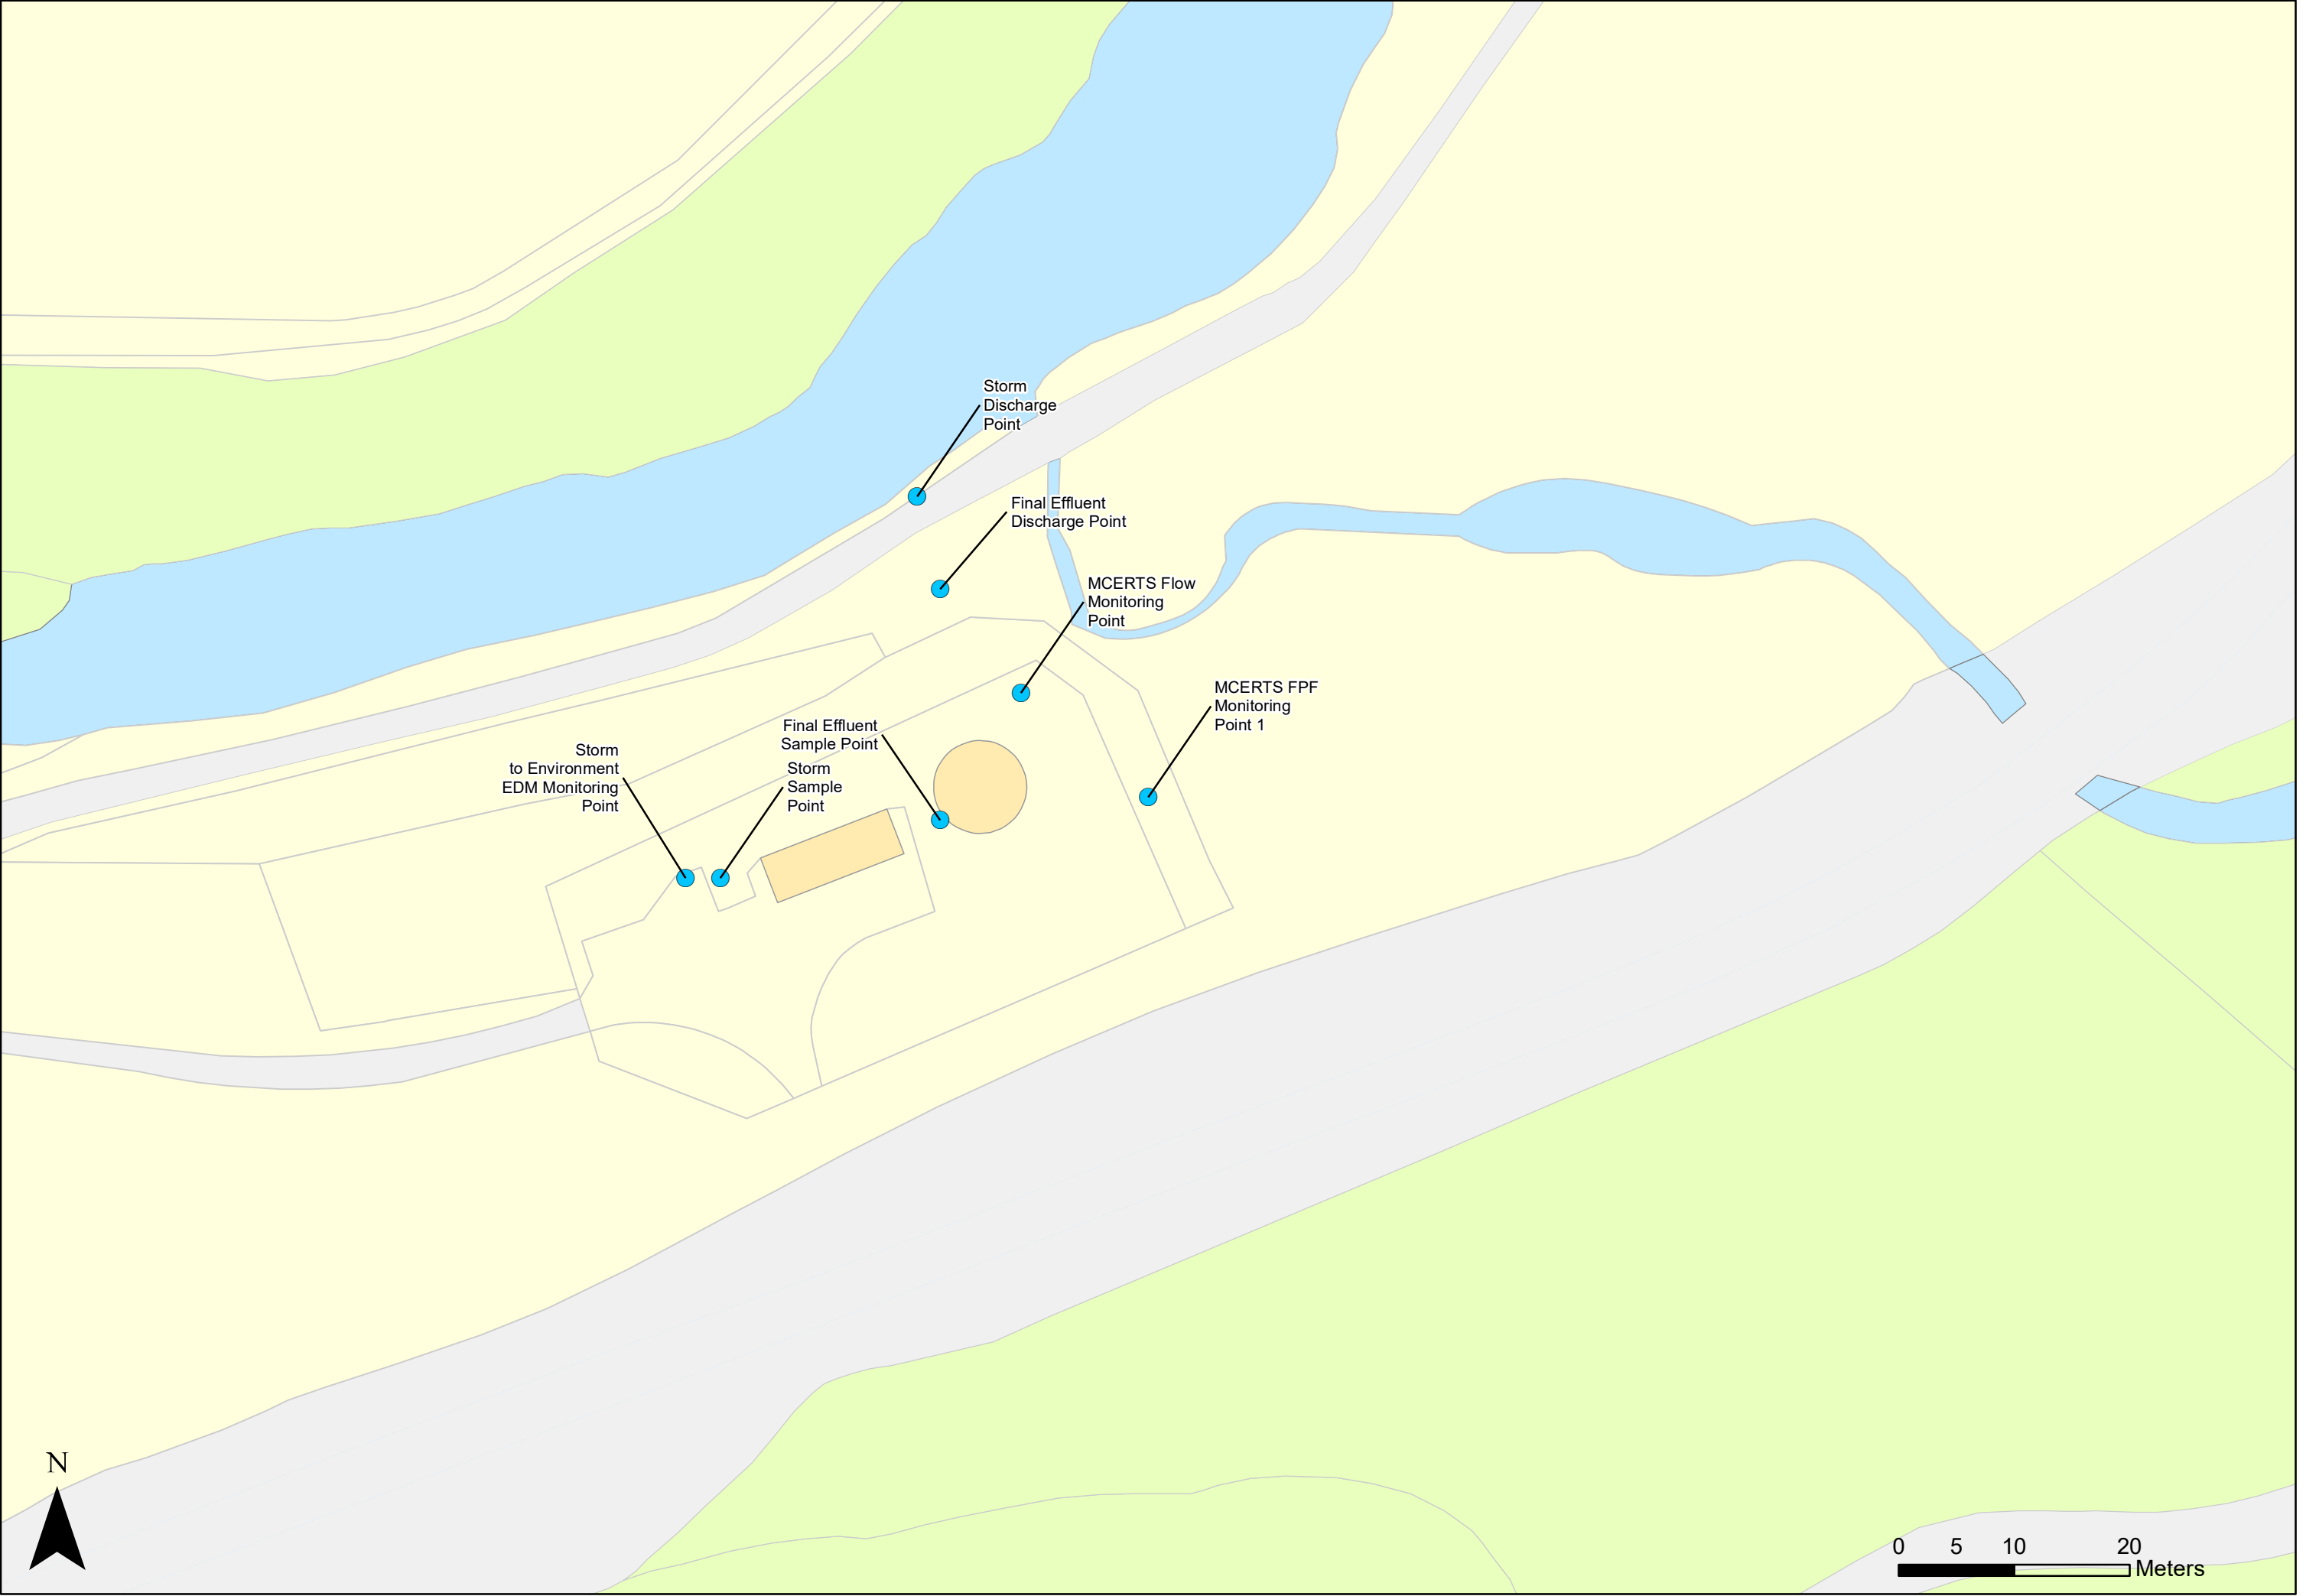 Storm
Discharge
Point
Final Effluent
Discharge Point
MCERTS Flow
Monitoring
Point
MCERTS FPF
Monitoring
Point 1
Final Effluent
Sample Point
Storm
to Environment
EDM Monitoring
Point
Storm
Sample
Point
N
0 5 10 20
Meters